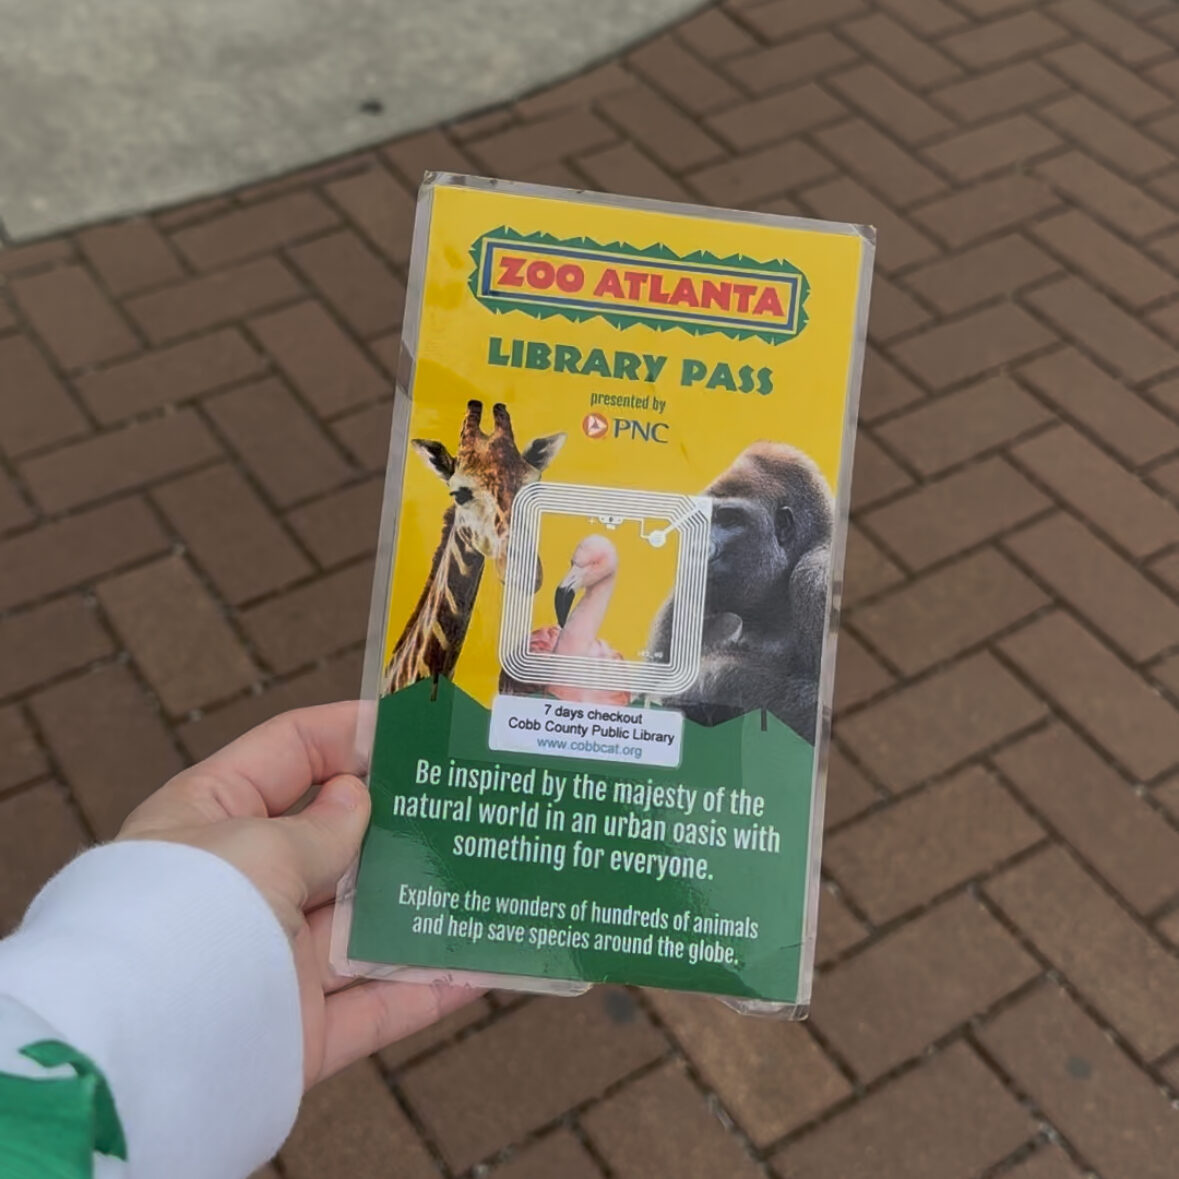 ZOO ATLANTA
LIBRARY PASS
presented by
PNC
7 days checkout
Cobb County Public Library
www.cobbcat.org
Be inspired by the majesty of the
natural world in an urban oasis with
something for everyone.
Explore the wonders of hundreds of animals
and help save species around the globe.